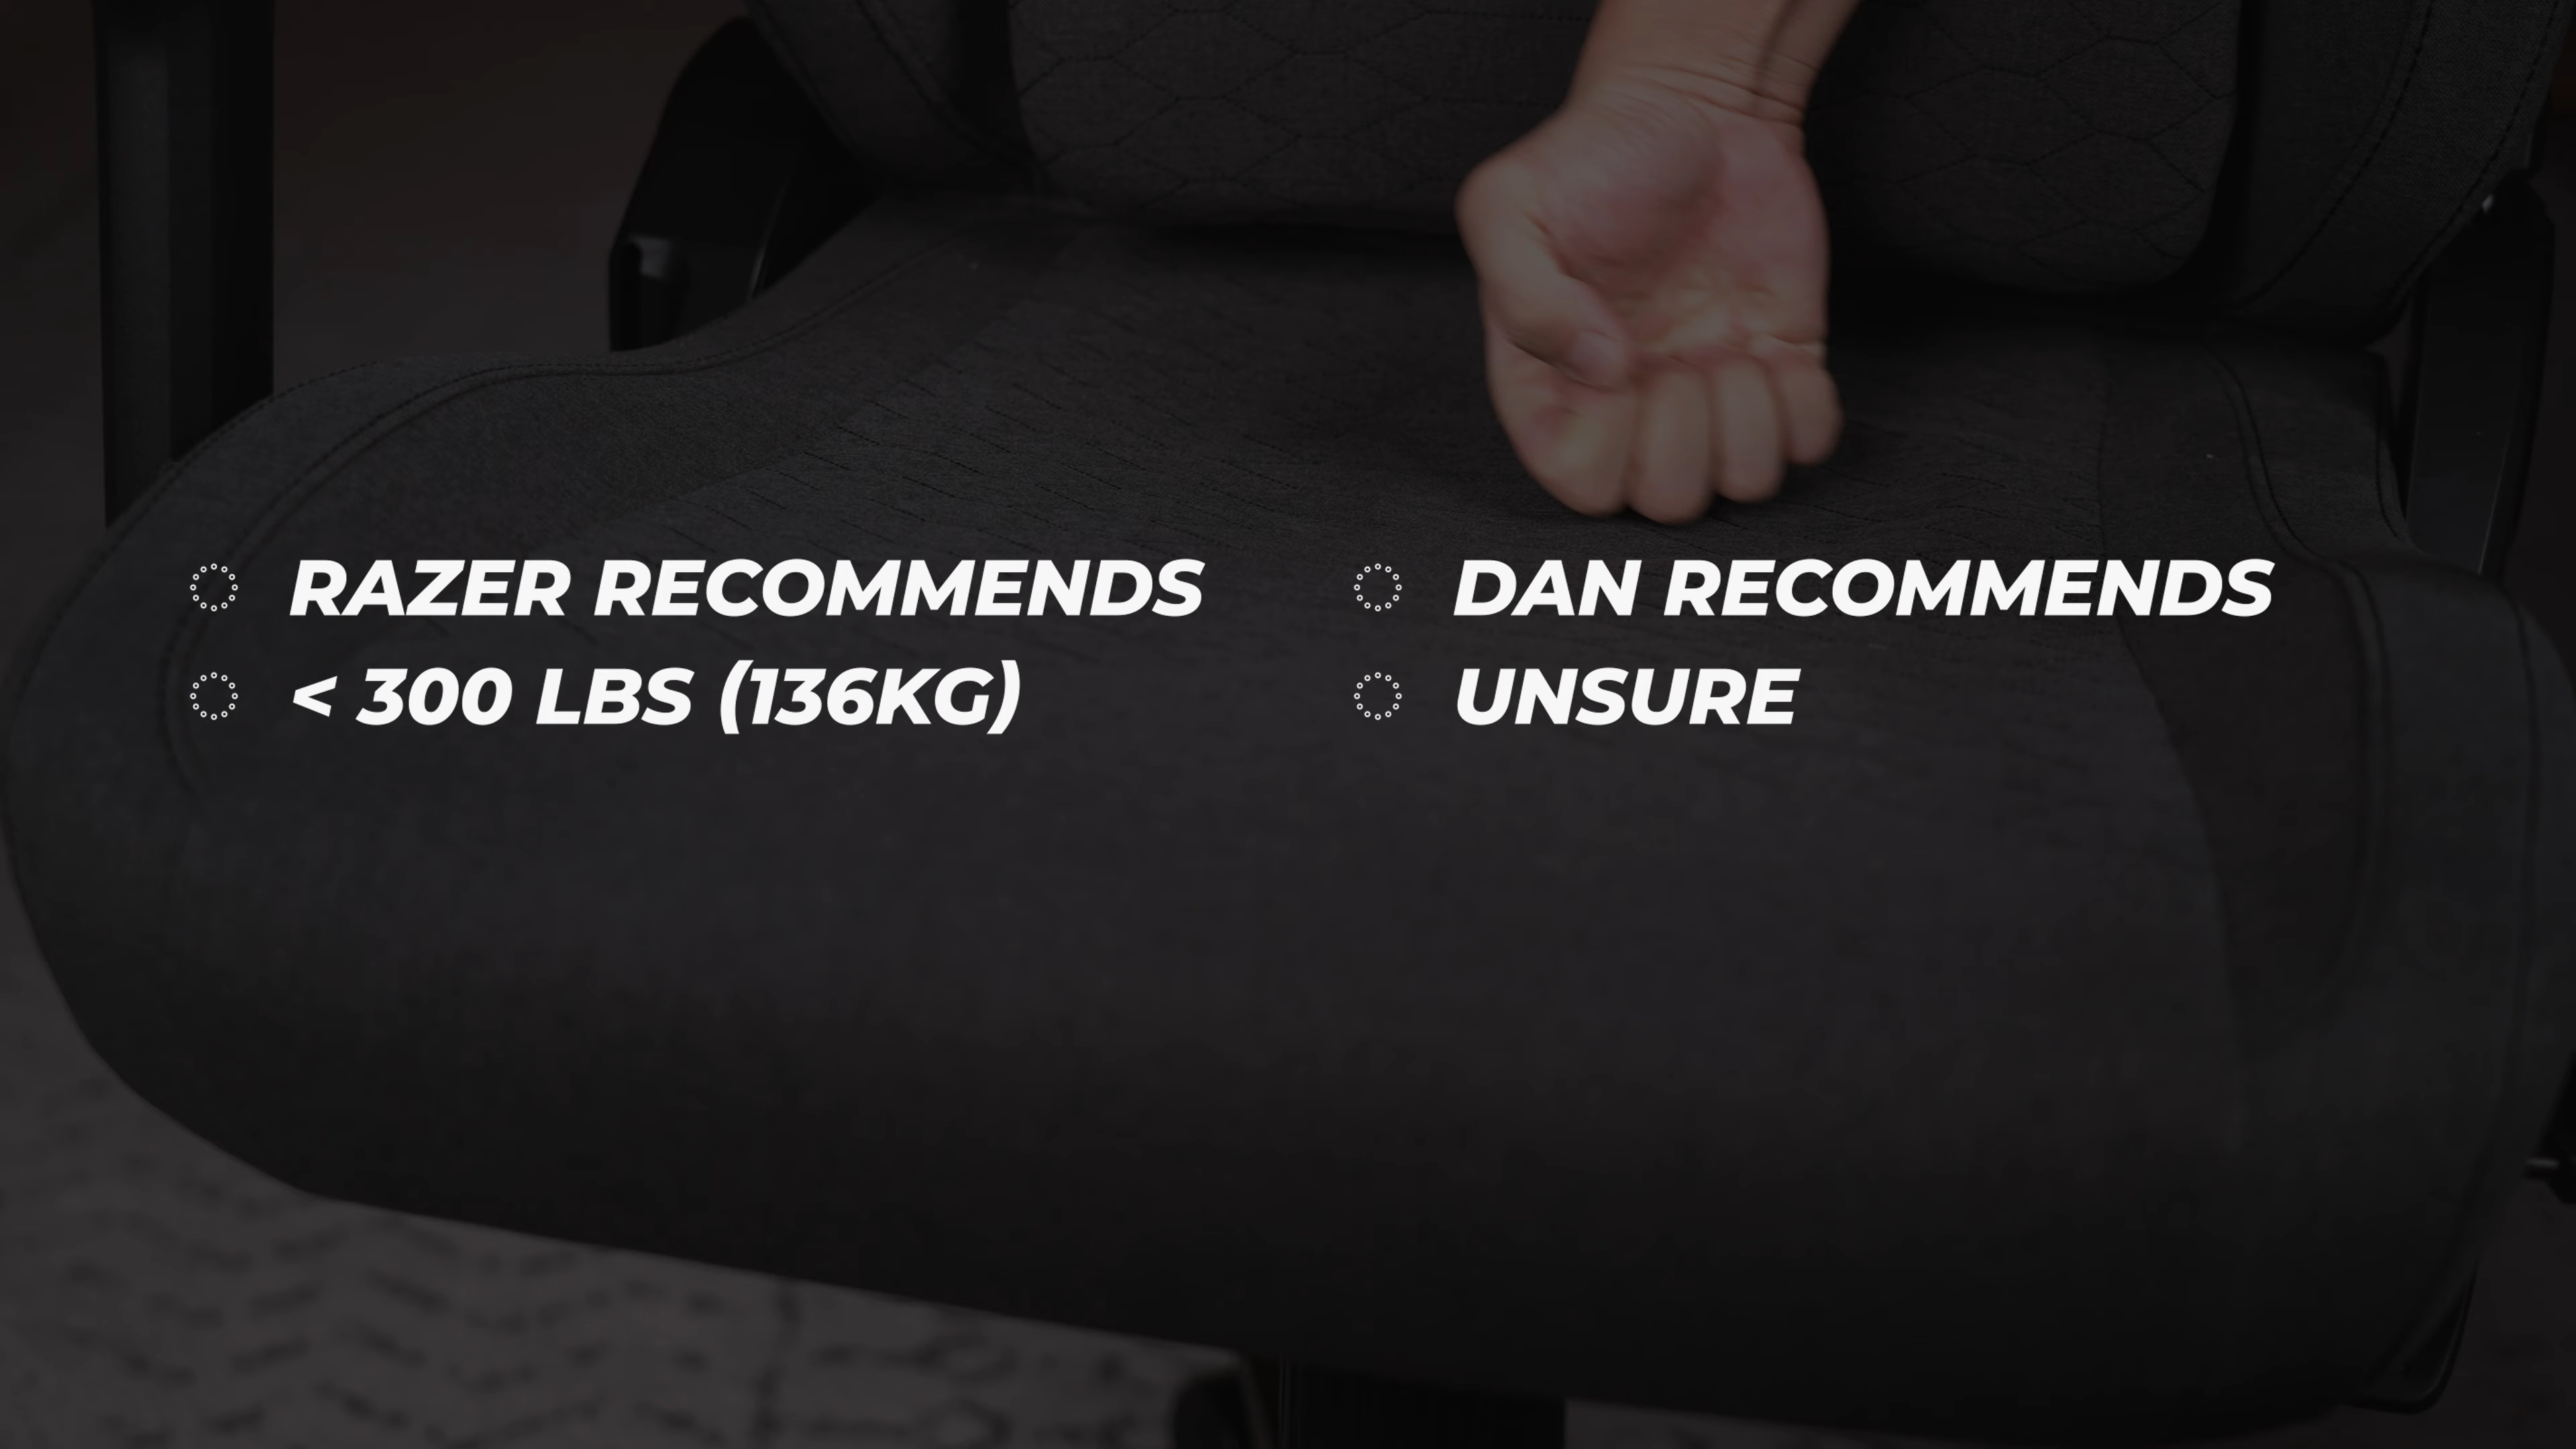 RAZER RECOMMENDS
< 300 LBS (136KG)
DAN RECOMMENDS
UNSURE